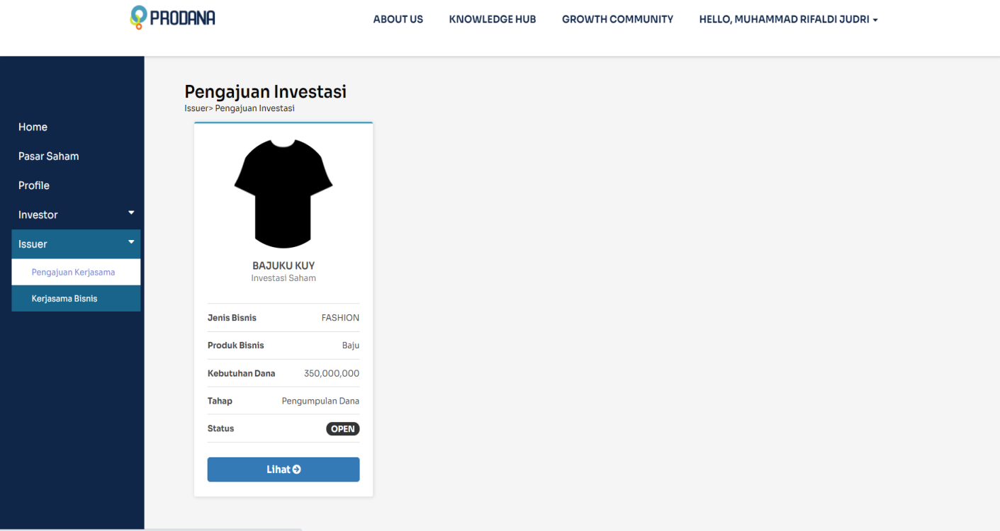 PRODANA
ABOUT US KNOWLEDGE HUB GROWTH COMMUNITY HELLO, MUHAMMAD RIFALDI JUDRI
Home
Pasar Saham
Profile
Investor
Issuer
Pengajuan Kerjasama
Kerjasama Bisnis
Pengajuan Investasi
Issuer> Pengajuan Investasi
BAJUKU KUY
Investasi Saham
Jenis Bisnis FASHION
Produk Bisnis Baju
Kebutuhan Dana 350,000,000
Tahap Pengumpulan Dana
Status OPEN
Lihat